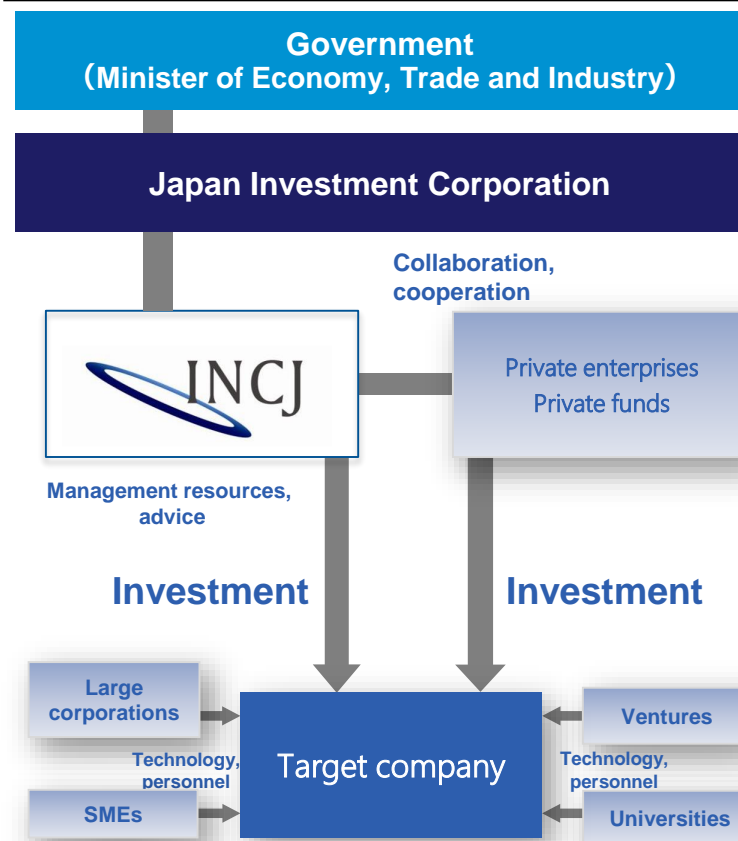 Government
（Minister of Economy, Trade and Industry）
Japan Investment Corporation
Collaboration,
cooperation
INCJ
Private enterprises
Private funds
Management resources,
advice
Investment
Investment
Large
corporations
Ventures
Technology,
personnel
Target company
Technology,
personnel
SMEs
Universities